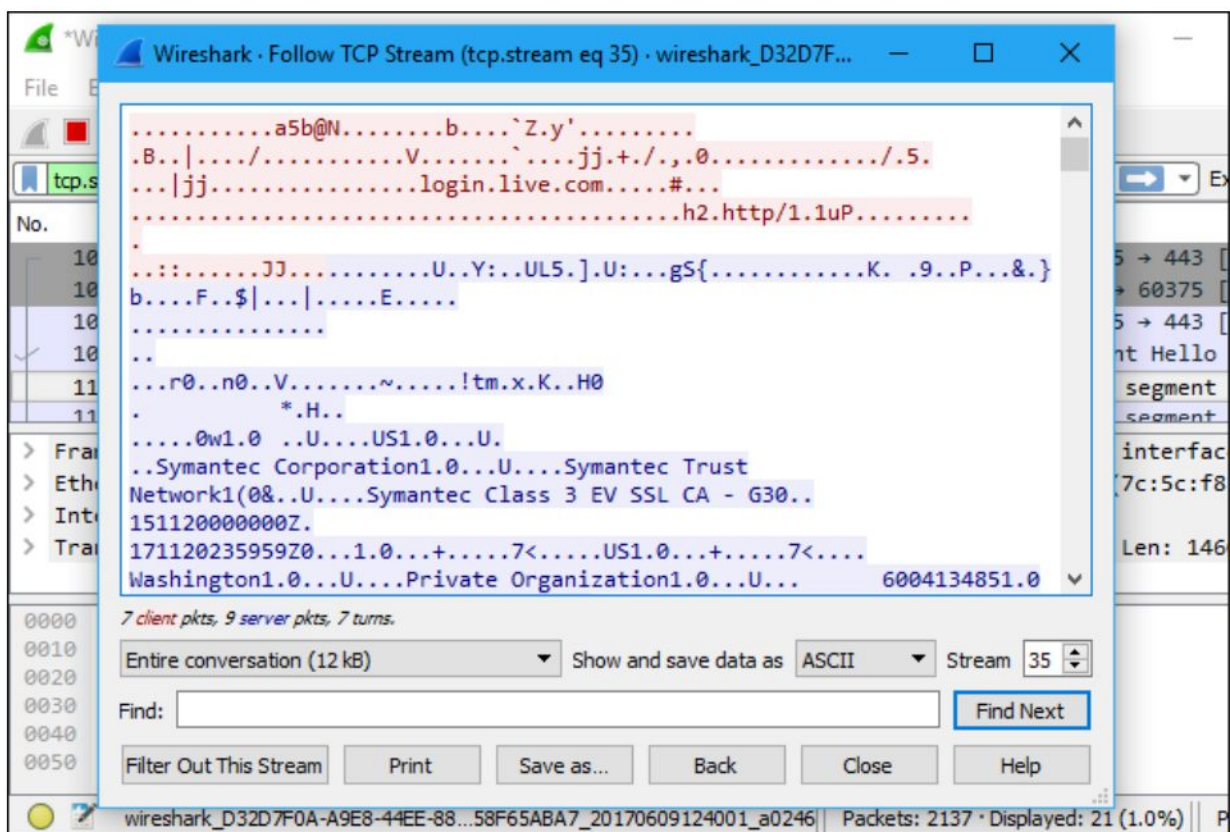 *Wi
Wireshark · Follow TCP Stream (tcp.stream eq 35) · wireshark_D32D7F...
File
tcp.s
No.
...........a5b@N........b....`Z.y'.........
.B..|..../...........V.......`....jj.+./.,.0............../.5.
...|jj................login.live.com.....#...
..........................................h2.http/1.1uP.........
.
..::......JJ............U..Y:..UL5.].U:...gS{............K. .9..P...&.}
b....F..$|...|.....E.....
...............
..
...r0..n0..V.......~.....!tm.x.K..H0
. *.H..
.....0w1.0 ..U....US1.0...U.
..Symantec Corporation1.0...U....Symantec Trust
Network1(0&..U....Symantec Class 3 EV SSL CA - G30..
151120000000Z.
171120235959Z0...1.0...+.....7<.....US1.0...+.....7<....
Washington1.0...U....Private Organization1.0...U... 6004134851.0
10
10
10
10
11
11
5 → 443 [
→ 60375 [
5 → 443 [
nt Hello
segment
segment
Fra
Ethe
Inte
Tra
interfac
(7c:5c:f8
Len: 146
7 client pkts, 9 server pkts, 7 turns.
Entire conversation (12 kB) Show and save data as ASCII Stream 35
Find: Find Next
Filter Out This Stream Print Save as... Back Close Help
0000
0010
0020
0030
0040
0050
wireshark_D32D7F0A-A9E8-44EE-88...58F65ABA7_20170609124001_a0246 Packets: 2137 · Displayed: 21 (1.0%)